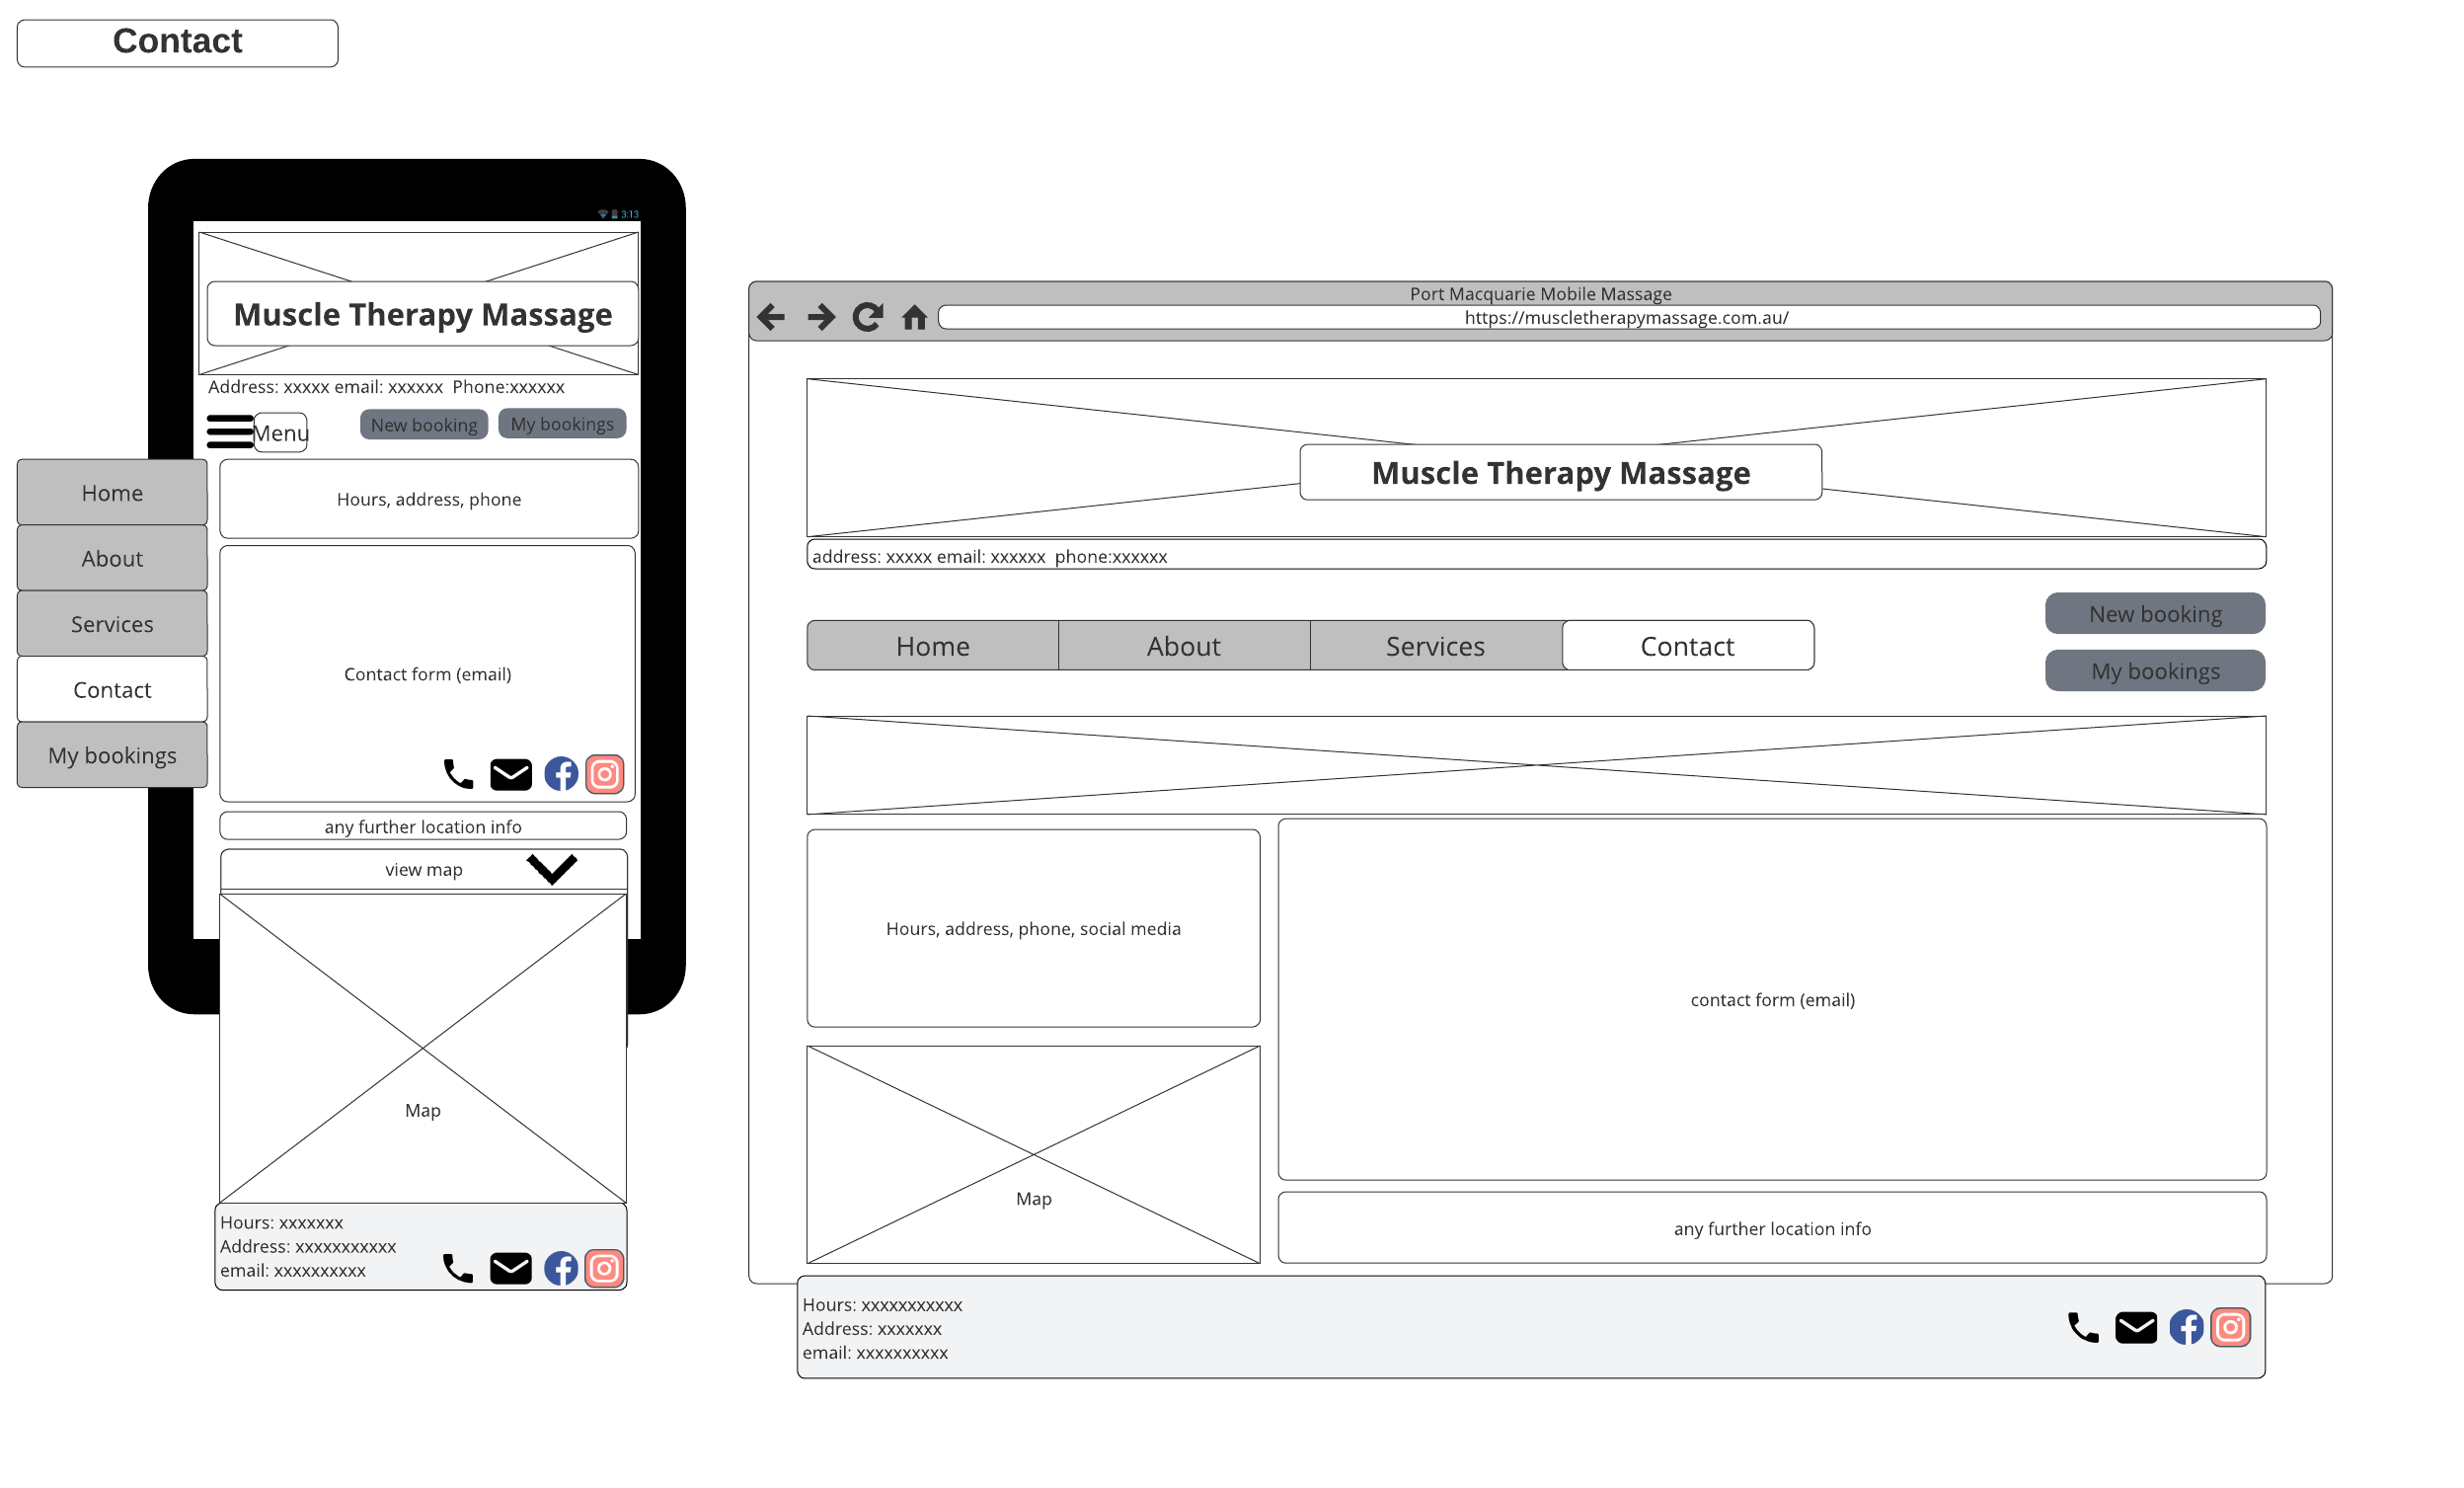 Contact
3:13
Muscle Therapy Massage
Address: xxxxx email: xxxxxx  Phone:xxxxxx
Menu
New booking
My bookings
Home
About
Services
Contact
My bookings
Hours, address, phone
Contact form (email)
any further location info
view map
Map
Hours: xxxxxxx
Address: xxxxxxxxxxx
email: xxxxxxxxxx
Port Macquarie Mobile Massage
https://muscletherapymassage.com.au/
Muscle Therapy Massage
address: xxxxx email: xxxxxx  phone:xxxxxx
Home
About
Services
Contact
New booking
My bookings
Hours, address, phone, social media
contact form (email)
Map
any further location info
Hours: xxxxxxxxxxx
Address: xxxxxxx
email: xxxxxxxxxx